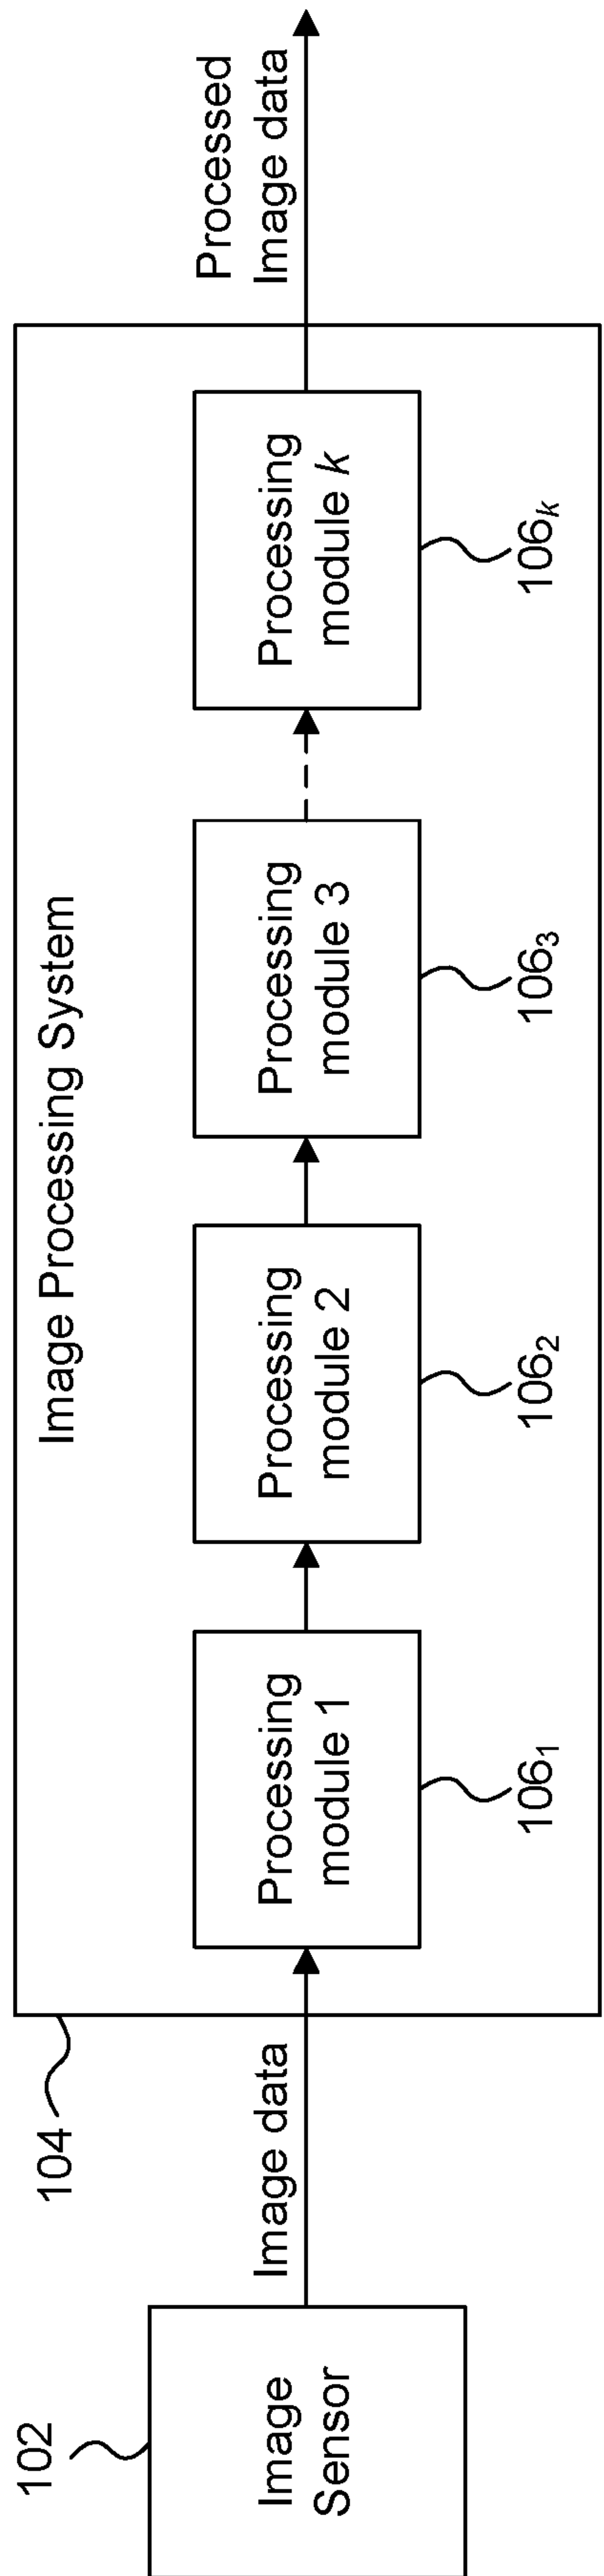 Image Processing System
102
104
Image
Sensor
Image data
Processing
module 1
Processing
module 2
Processing
module 3
Processing
module k
Processed
Image data
106₁
106₂
106₃
106ₖ